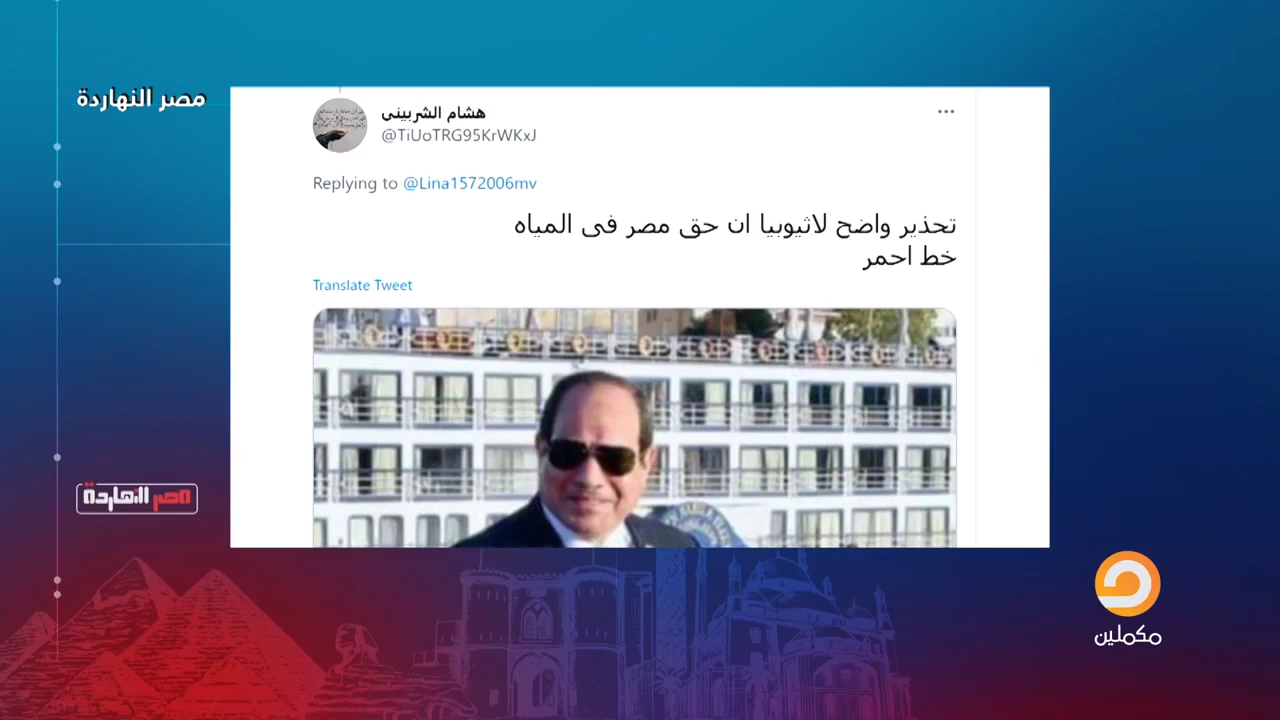 مصر النهاردة
هشام الشربينى
@TiUoTRG95KrWKxJ
Replying to @Lina1572006mv
تحذير واضح لاثيوبيا ان حق مصر فى المياه
خط احمر
Translate Tweet
مصر النهاردة
مكملين